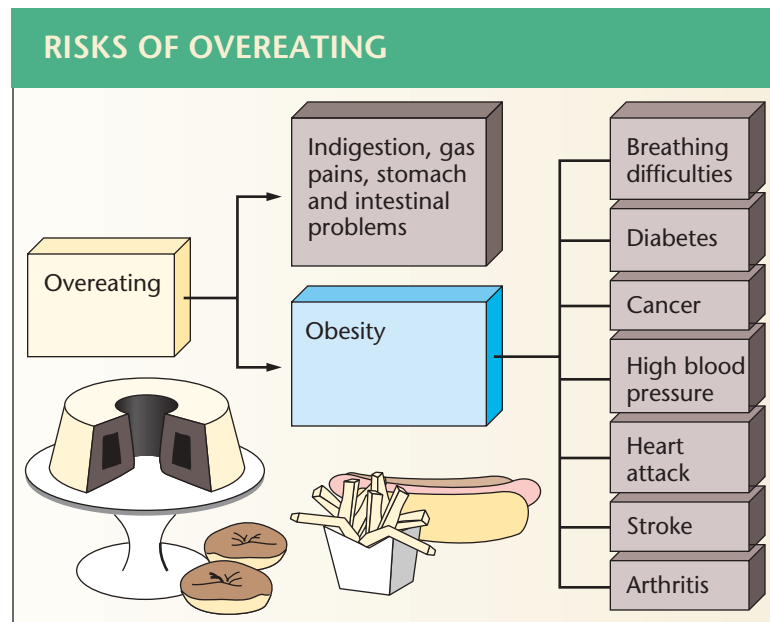 RISKS OF OVEREATING
Overeating
Indigestion, gas
pains, stomach
and intestinal
problems
Obesity
Breathing
difficulties
Diabetes
Cancer
High blood
pressure
Heart
attack
Stroke
Arthritis